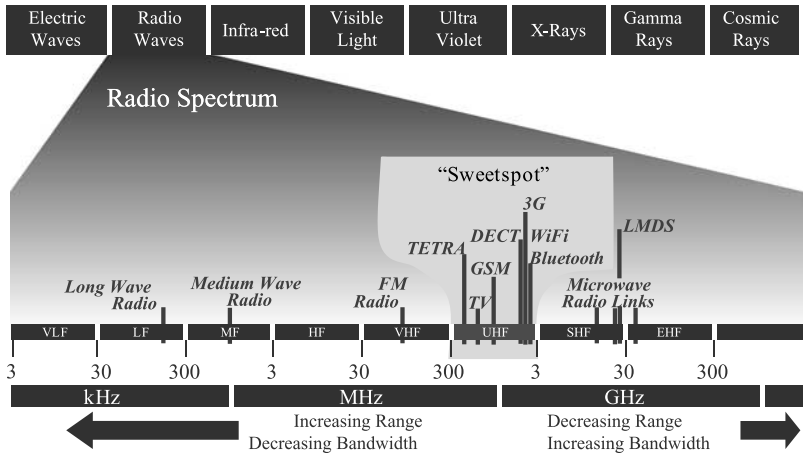 Electric Waves
Radio Waves
Infra-red
Visible Light
Ultra Violet
X-Rays
Gamma Rays
Cosmic Rays
Radio Spectrum
“Sweetspot”
3G
LMDS
TETRA
DECT
WiFi
GSM
Bluetooth
Long Wave
Radio
Medium Wave
Radio
FM
Radio
TV
Microwave
Radio Links
VLF LF MF HF VHF UHF SHF EHF
3 30 300 3 30 300 3 30 300
kHz MHz GHz
Increasing Range
Decreasing Bandwidth
Decreasing Range
Increasing Bandwidth